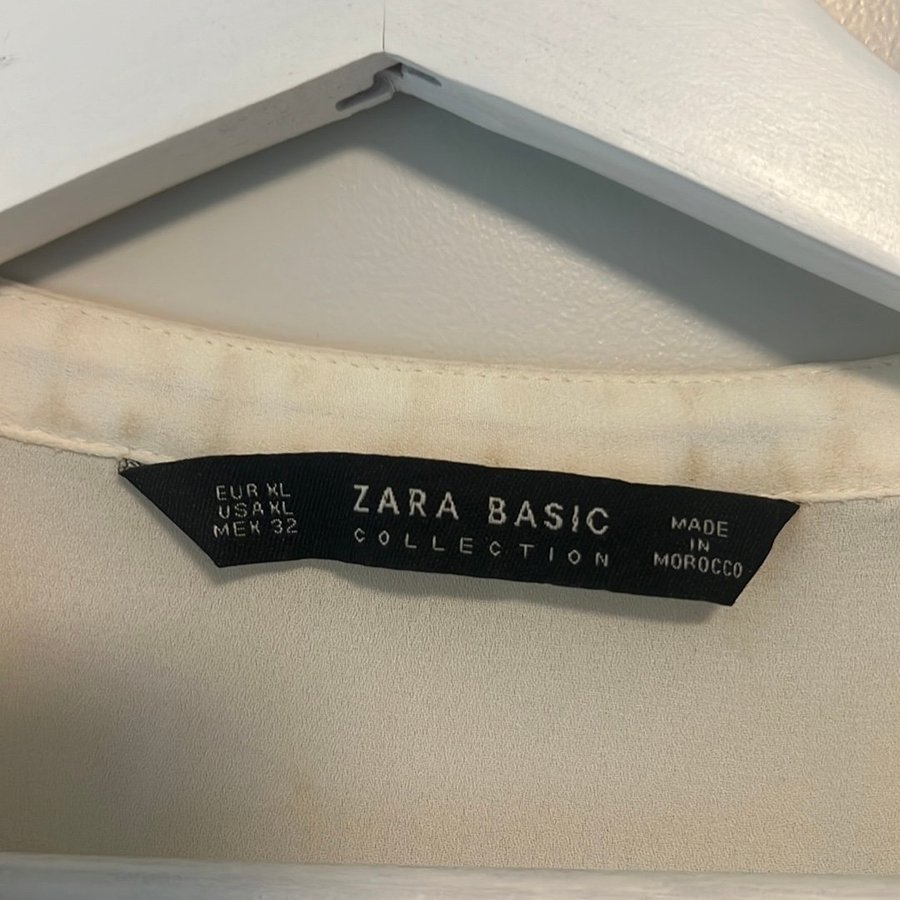 EUR XL
USA XL
MEX 32
ZARA BASIC
COLLECTION
MADE
IN
MOROCCO